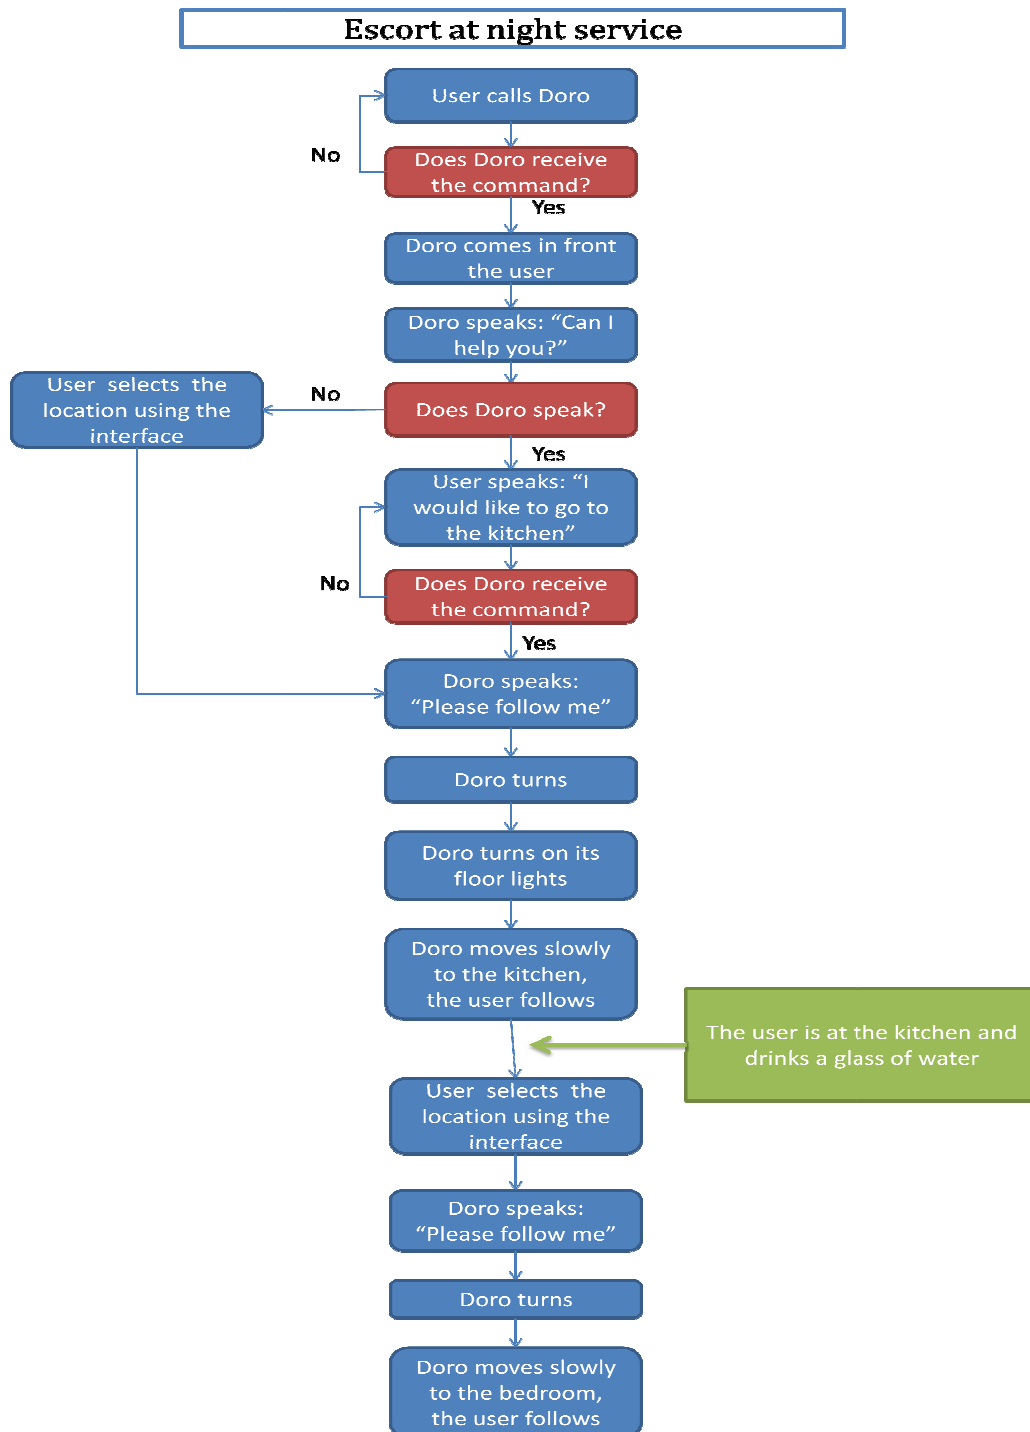 Escort at night service
User calls Doro
No
Does Doro receive
the command?
Yes
Doro comes in front
the user
Doro speaks: “Can I
help you?”
User selects the
location using the
interface
No
Does Doro speak?
Yes
User speaks: “I
would like to go to
the kitchen”
No
Does Doro receive
the command?
Yes
Doro speaks:
“Please follow me”
Doro turns
Doro turns on its
floor lights
Doro moves slowly
to the kitchen,
the user follows
The user is at the kitchen and
drinks a glass of water
User selects the
location using the
interface
Doro speaks:
“Please follow me”
Doro turns
Doro moves slowly
to the bedroom,
the user follows